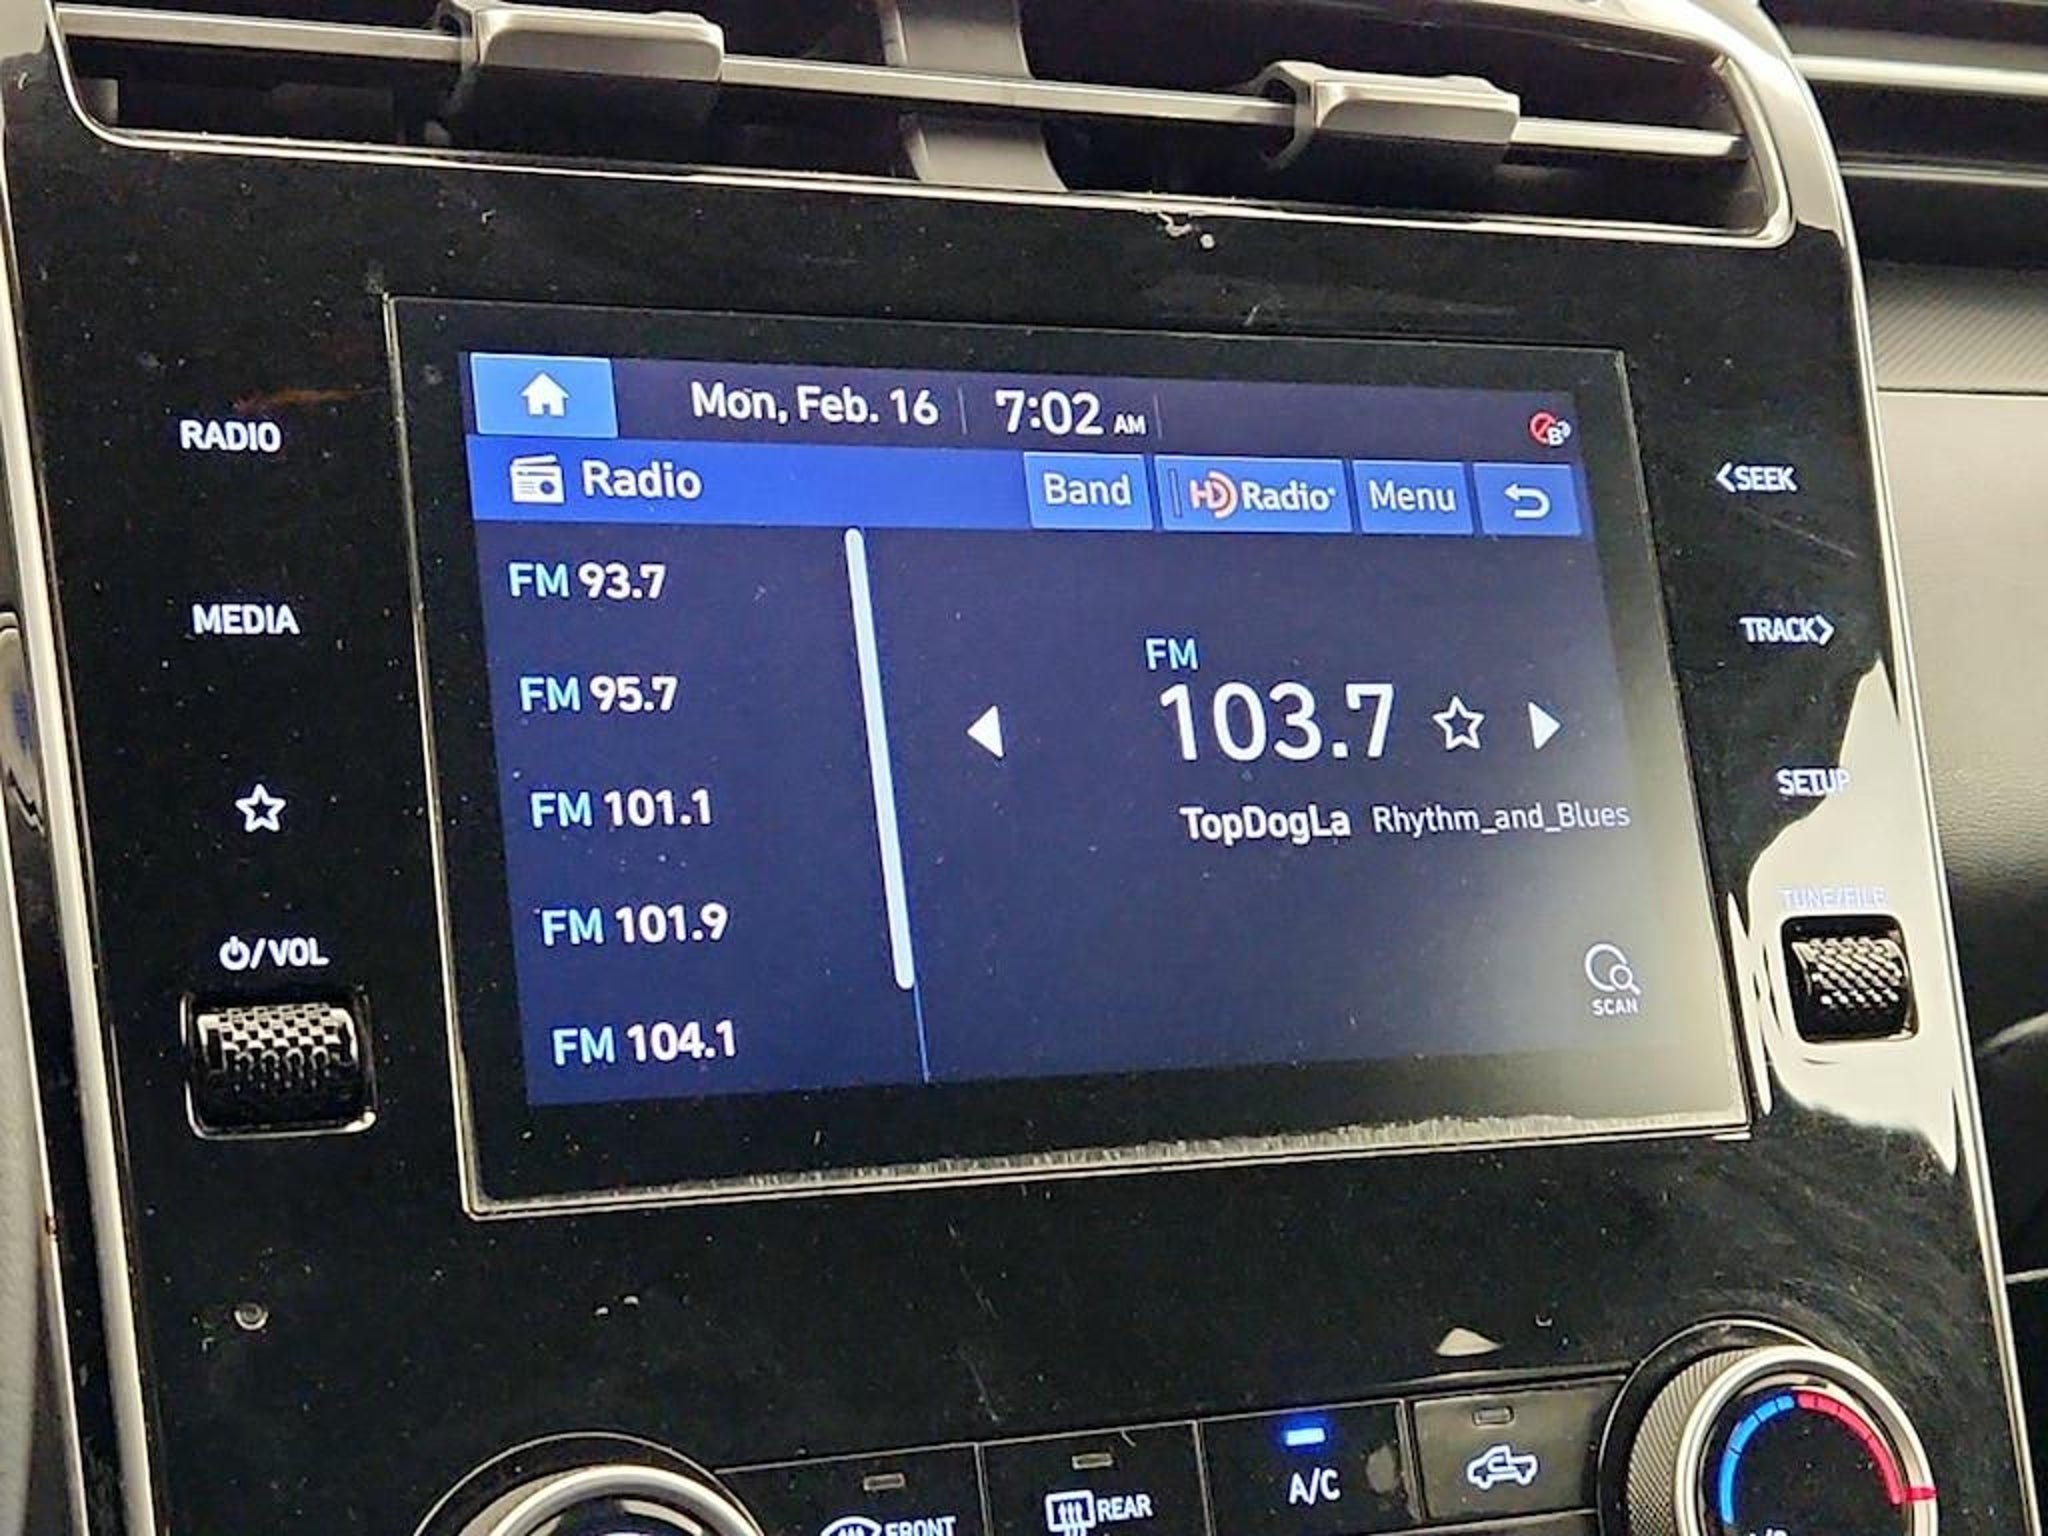 Mon, Feb. 16 7:02 AM
RADIO
Radio Band HD Radio Menu
<SEEK
FM 93.7
MEDIA
TRACK>
FM
FM 95.7
103.7
SETUP
FM 101.1
TopDogLa Rhythm_and_Blues
TUNE/FILE
FM 101.9
/VOL
SCAN
FM 104.1
A/C
REAR
FRONT